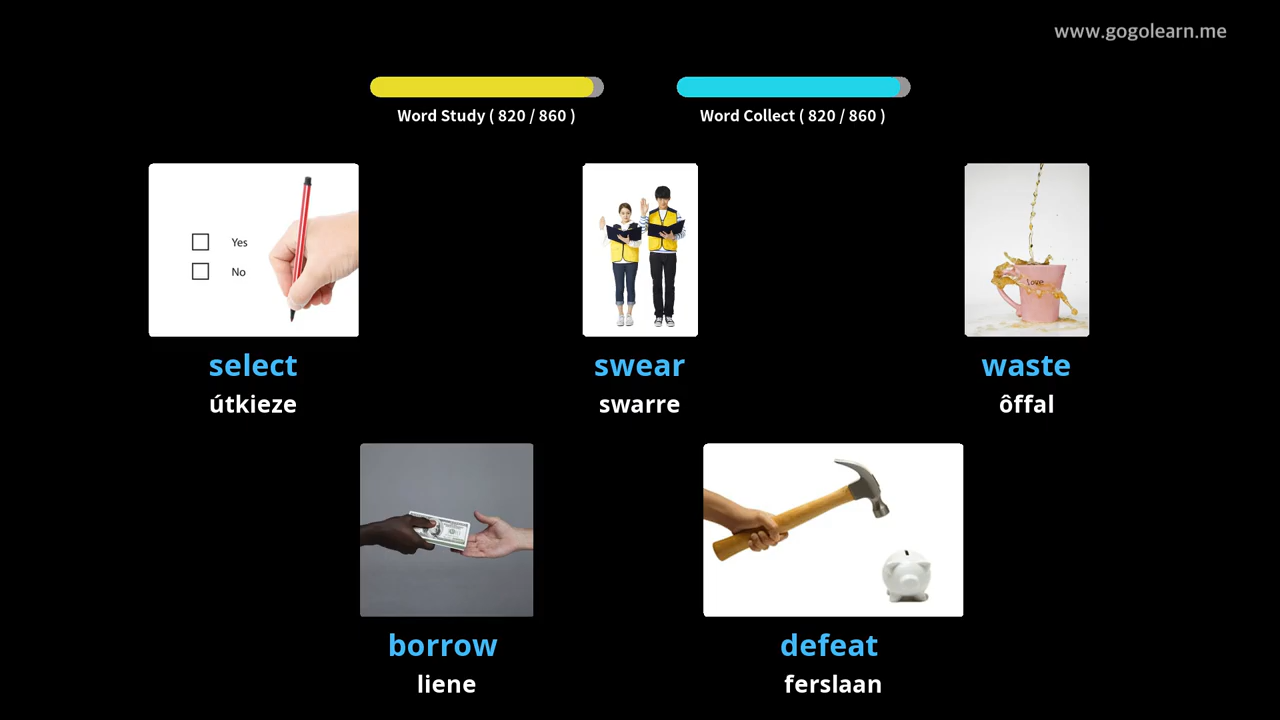 www.gogolearn.me
Word Study ( 820 / 860 )
Word Collect ( 820 / 860 )
Yes
No
Love
select
swear
waste
útkieze
swarre
ôffal
borrow
defeat
liene
ferslaan